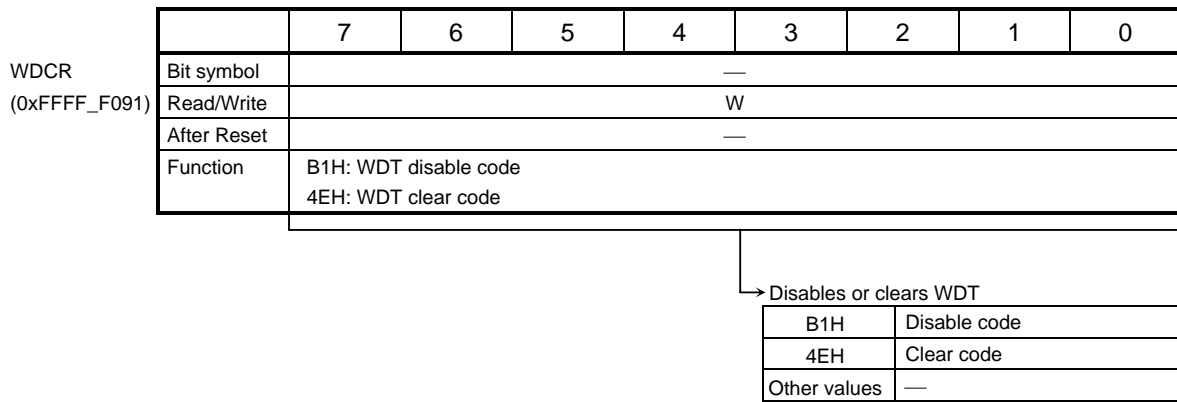 7 6 5 4 3 2 1 0
WDCR Bit symbol —
(0xFFFF_F091) Read/Write W
After Reset —
Function B1H: WDT disable code
4EH: WDT clear code
Disables or clears WDT
B1H Disable code
4EH Clear code
Other values —